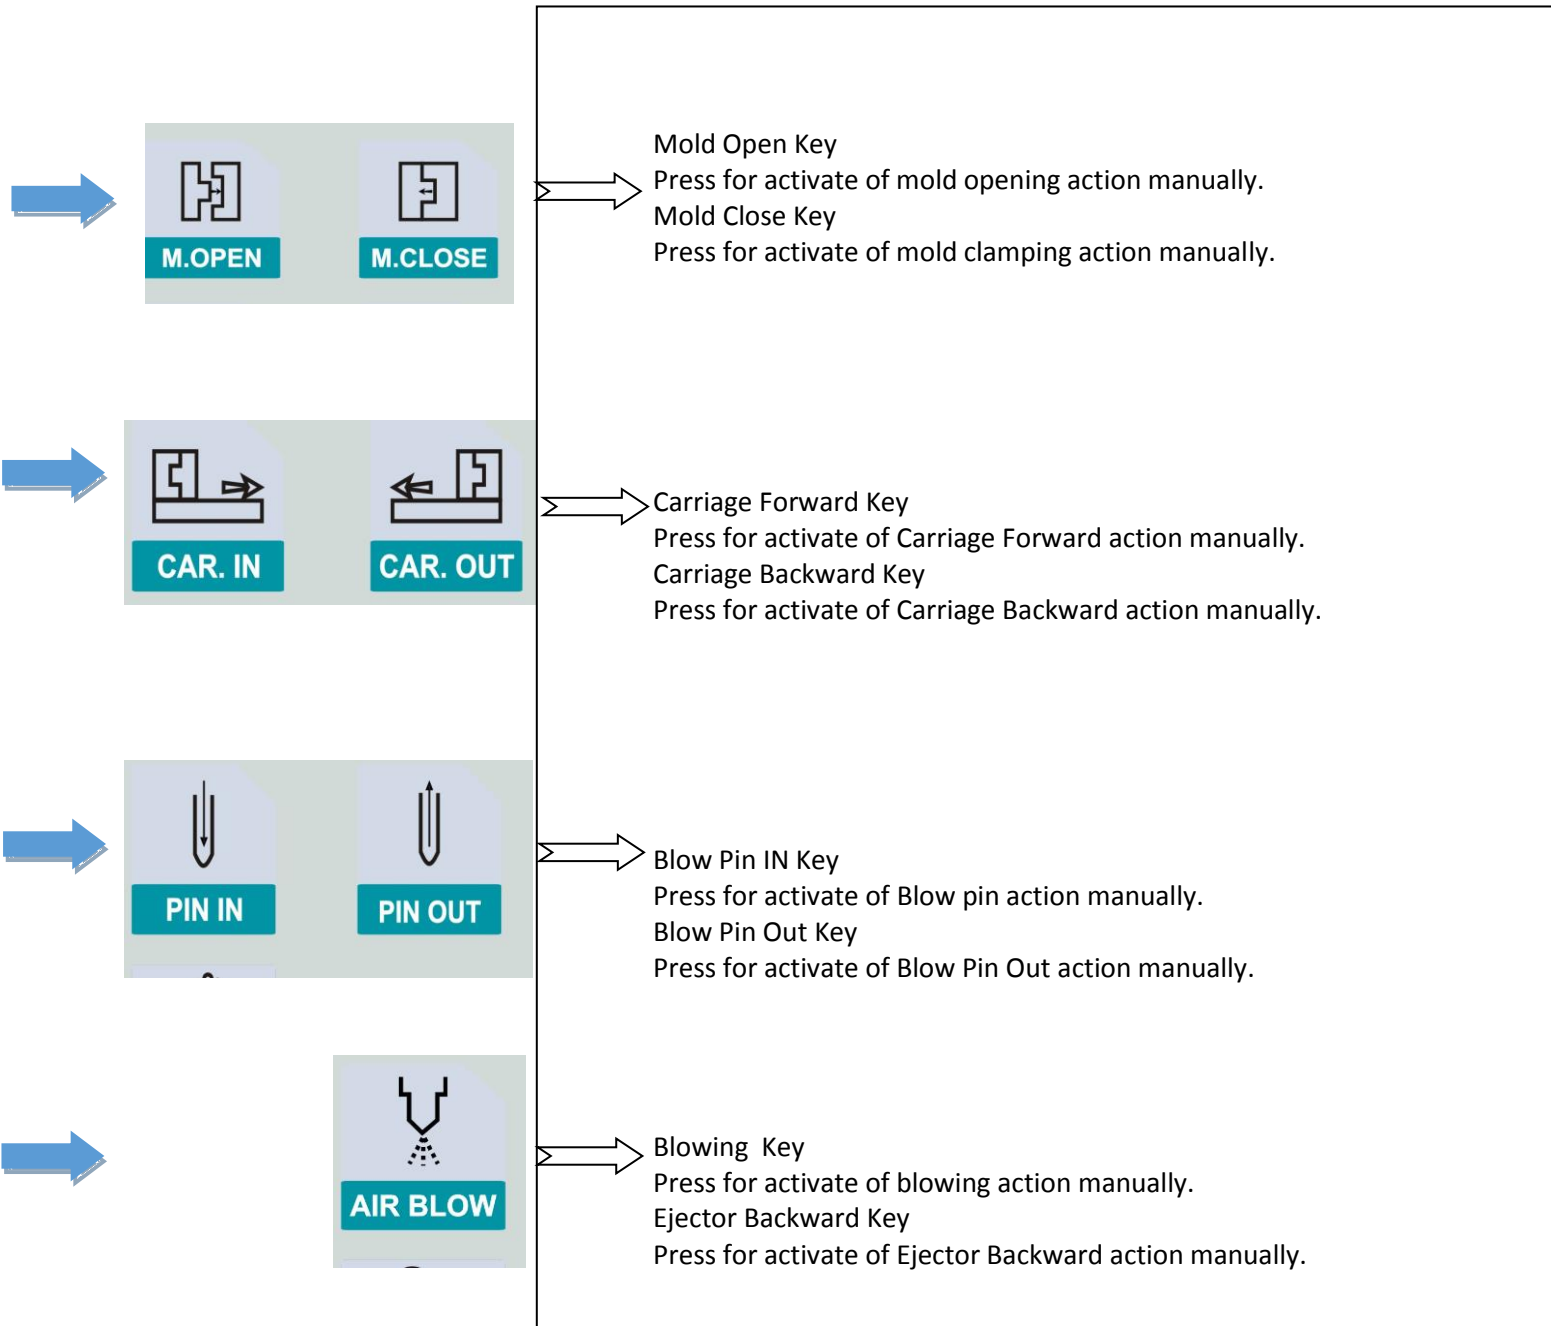 M.OPEN M.CLOSE
Mold Open Key
Press for activate of mold opening action manually.
Mold Close Key
Press for activate of mold clamping action manually.
CAR. IN CAR. OUT
Carriage Forward Key
Press for activate of Carriage Forward action manually.
Carriage Backward Key
Press for activate of Carriage Backward action manually.
PIN IN PIN OUT
Blow Pin IN Key
Press for activate of Blow pin action manually.
Blow Pin Out Key
Press for activate of Blow Pin Out action manually.
AIR BLOW
Blowing  Key
Press for activate of blowing action manually.
Ejector Backward Key
Press for activate of Ejector Backward action manually.